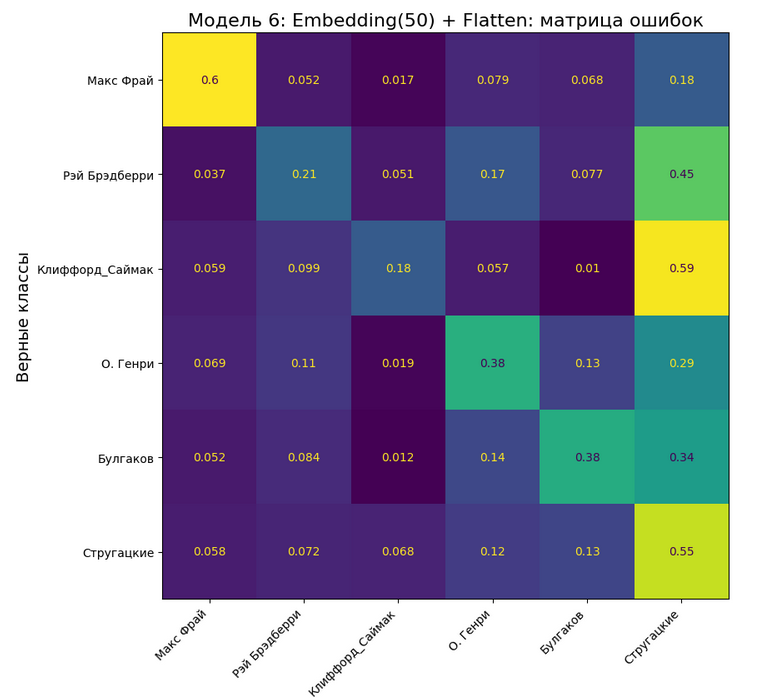 Модель 6: Embedding(50) + Flatten: матрица ошибок
Верные классы
Макс Фрай 0.6 0.052 0.017 0.079 0.068 0.18
Рэй Брэдберри 0.037 0.21 0.051 0.17 0.077 0.45
Клиффорд_Саймак 0.059 0.099 0.18 0.057 0.01 0.59
О. Генри 0.069 0.11 0.019 0.38 0.13 0.29
Булгаков 0.052 0.084 0.012 0.14 0.38 0.34
Стругацкие 0.058 0.072 0.068 0.12 0.13 0.55
Макс Фрай Рэй Брэдберри Клиффорд_Саймак О. Генри Булгаков Стругацкие